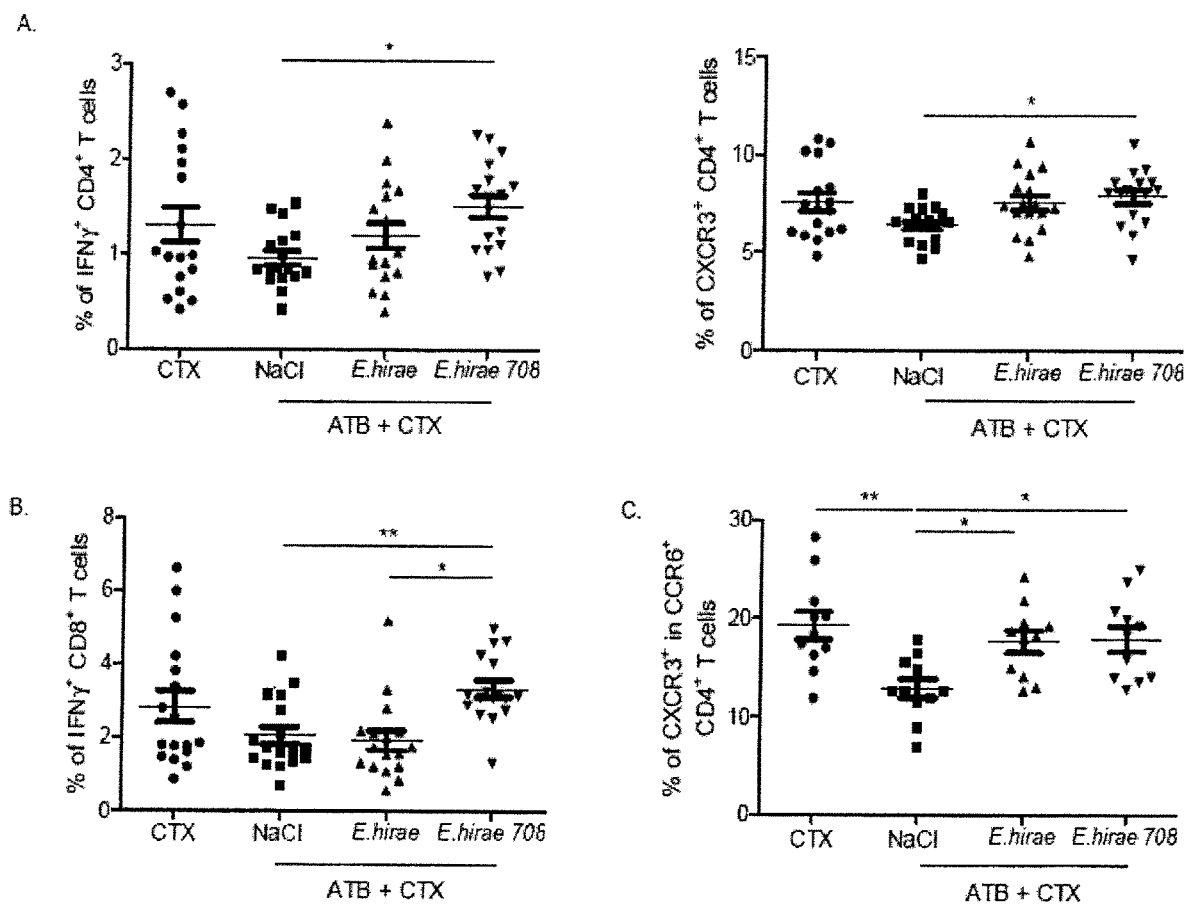 A.
% of IFNγ⁺ CD4⁺ T cells
3
2
1
0
*
CTX NaCl E.hirae E.hirae 708
ATB + CTX
% of CXCR3⁺ CD4⁺ T cells
15
10
5
0
*
CTX NaCl E.hirae E.hirae 708
ATB + CTX
B.
% of IFNγ⁺ CD8⁺ T cells
8
6
4
2
0
**
*
CTX NaCl E.hirae E.hirae 708
ATB + CTX
C.
% of CXCR3⁺ in CCR6⁺
CD4⁺ T cells
30
20
10
0
** *
*
CTX NaCl E.hirae E.hirae 708
ATB + CTX